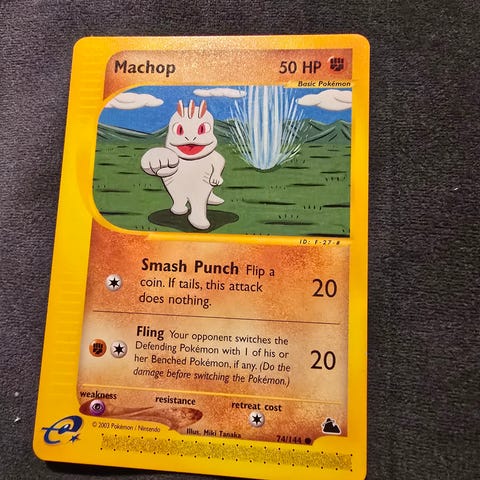 Machop 50 HP
Basic Pokémon
ID: F-27-#
Smash Punch Flip a
coin. If tails, this attack
does nothing.
20
Fling Your opponent switches the
Defending Pokémon with 1 of his or
her Benched Pokémon, if any. (Do the
damage before switching the Pokémon.)
20
weakness resistance retreat cost
© 2003 Pokémon / Nintendo Illus. Miki Tanaka 74/144